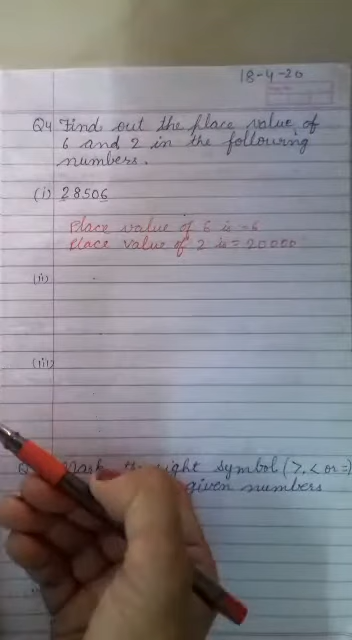 18-4-20
Q4 Find out the place value of
6 and 2 in the following
numbers.
(i) 28506
Place value of 6 is = 6
Place value of 2 is = 20000
(ii)
(iii)
right symbol (>, < or =)
given numbers